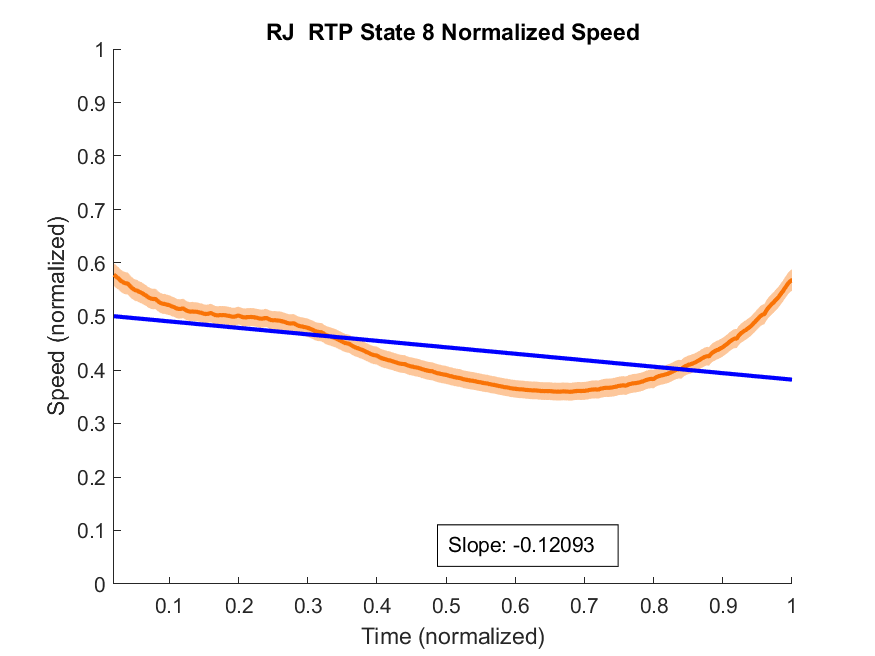 RJ  RTP State 8 Normalized Speed
1
0.9
0.8
0.7
0.6
0.5
0.4
0.3
0.2
0.1
0
Speed (normalized)
Slope: -0.12093
0.1 0.2 0.3 0.4 0.5 0.6 0.7 0.8 0.9 1
Time (normalized)